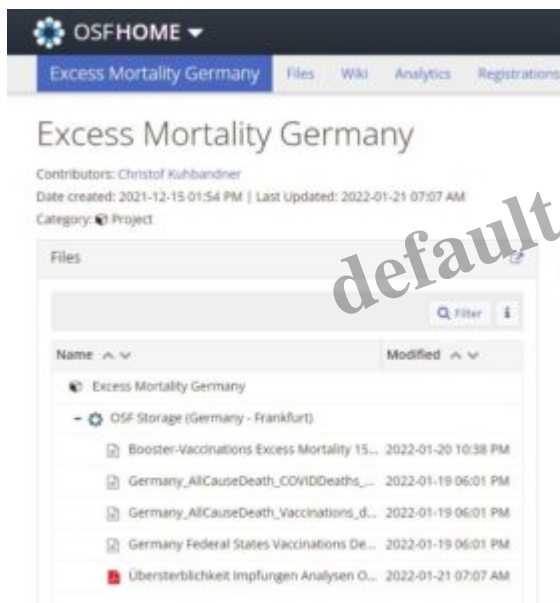 OSFHOME
Excess Mortality Germany Files Wiki Analytics Registrations
Excess Mortality Germany
Contributors: Christof Kuhbandner
Date created: 2021-12-15 01:54 PM | Last Updated: 2022-01-21 07:07 AM
Category: Project
Files
default
Filter i
Name Modified
Excess Mortality Germany
- OSF Storage (Germany - Frankfurt)
Booster-Vaccinations Excess Mortality 15... 2022-01-20 10:38 PM
Germany_AllCauseDeath_COVIDDeaths_... 2022-01-19 06:01 PM
Germany_AllCauseDeath_Vaccinations_d... 2022-01-19 06:01 PM
Germany Federal States Vaccinations De... 2022-01-19 06:01 PM
Übersterblichkeit Impfungen Analysen O... 2022-01-21 07:07 AM